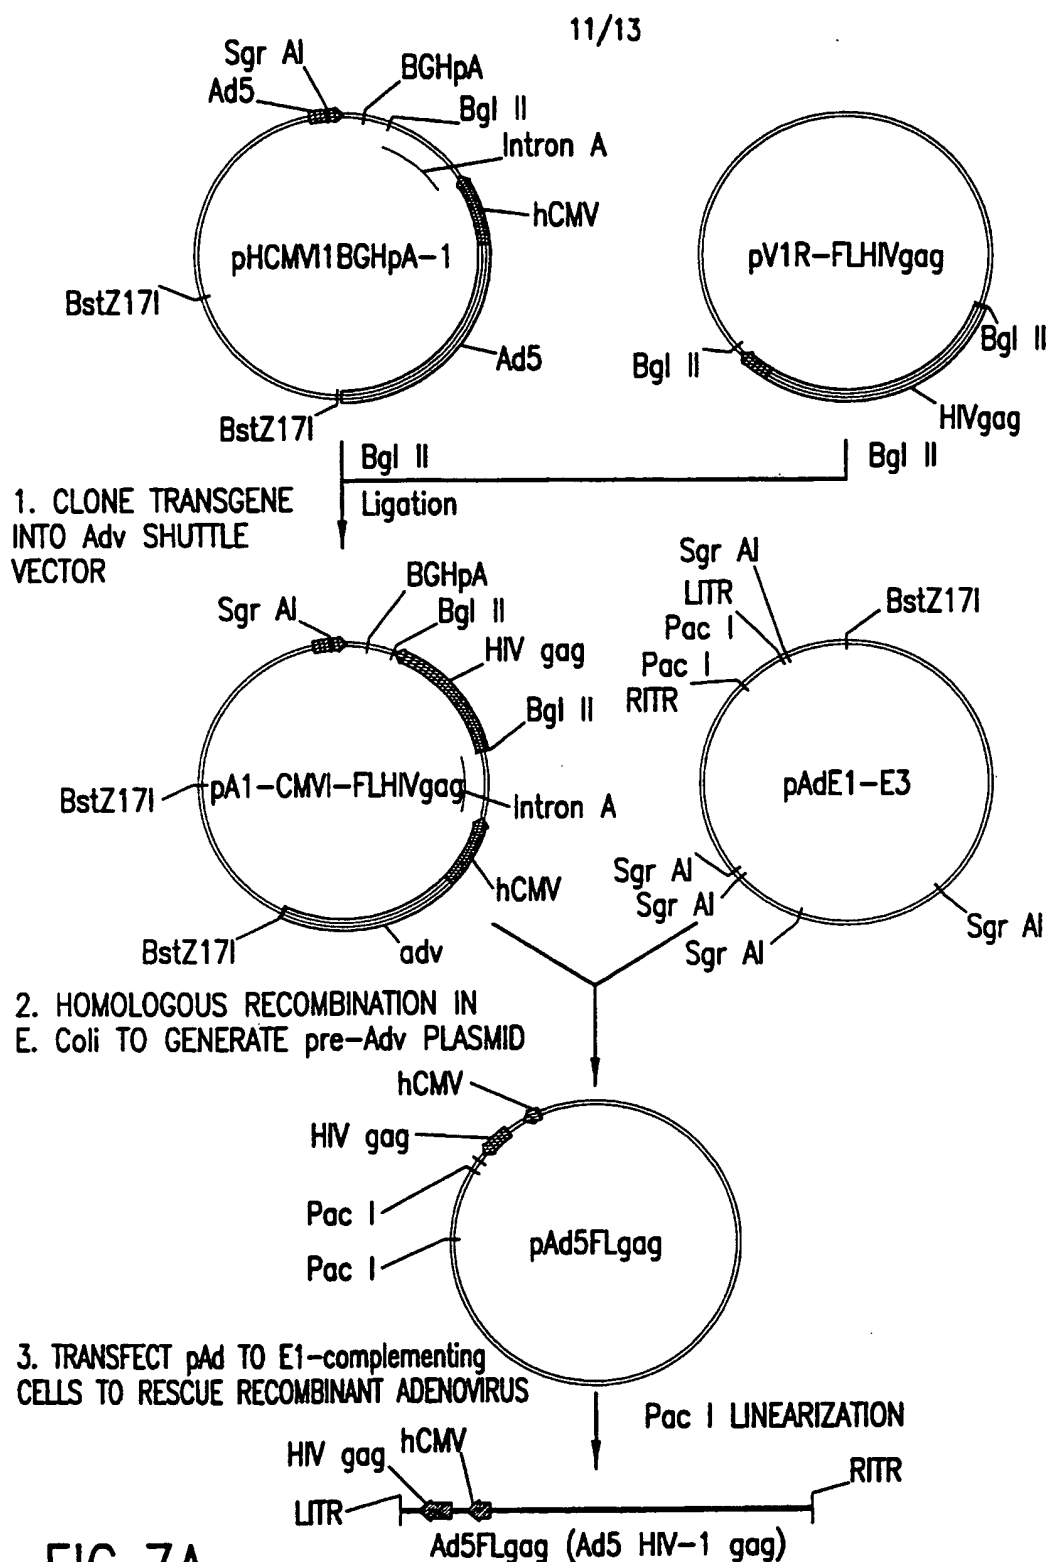 11/13
Sgr AI
Ad5
BGHpA
Bgl II
Intron A
hCMV
pHCMVI1BGHpA-1
BstZ17I
Ad5
BstZ17I
pV1R-FLHIVgag
Bgl II
Bgl II
HIVgag
Bgl II
Bgl II
Ligation
1. CLONE TRANSGENE
INTO Adv SHUTTLE
VECTOR
BGHpA
Sgr AI
Bgl II
HIV gag
Bgl II
BstZ17I
pA1-CMVI-FLHIVgag
Intron A
hCMV
BstZ17I
adv
Sgr AI
LITR
Pac I
Pac I
RITR
BstZ17I
pAdE1-E3
Sgr AI
Sgr AI
Sgr AI
Sgr AI
2. HOMOLOGOUS RECOMBINATION IN
E. Coli TO GENERATE pre-Adv PLASMID
hCMV
HIV gag
Pac I
Pac I
pAd5FLgag
3. TRANSFECT pAd TO E1-complementing
CELLS TO RESCUE RECOMBINANT ADENOVIRUS
Pac I LINEARIZATION
HIV gag
hCMV
LITR
RITR
Ad5FLgag (Ad5 HIV-1 gag)
FIG. 7A